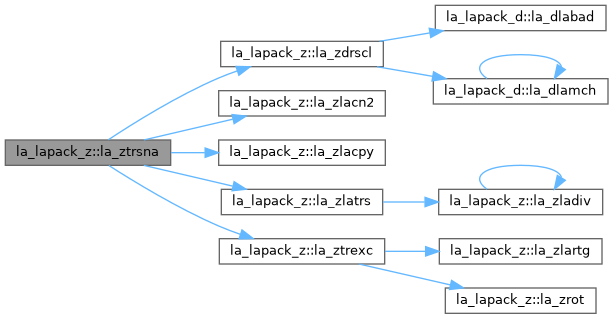 la_lapack_z::la_ztrsna
la_lapack_z::la_zdrscl
la_lapack_z::la_zlacn2
la_lapack_z::la_zlacpy
la_lapack_z::la_zlatrs
la_lapack_z::la_ztrexc
la_lapack_d::la_dlabad
la_lapack_d::la_dlamch
la_lapack_z::la_zladiv
la_lapack_z::la_zlartg
la_lapack_z::la_zrot